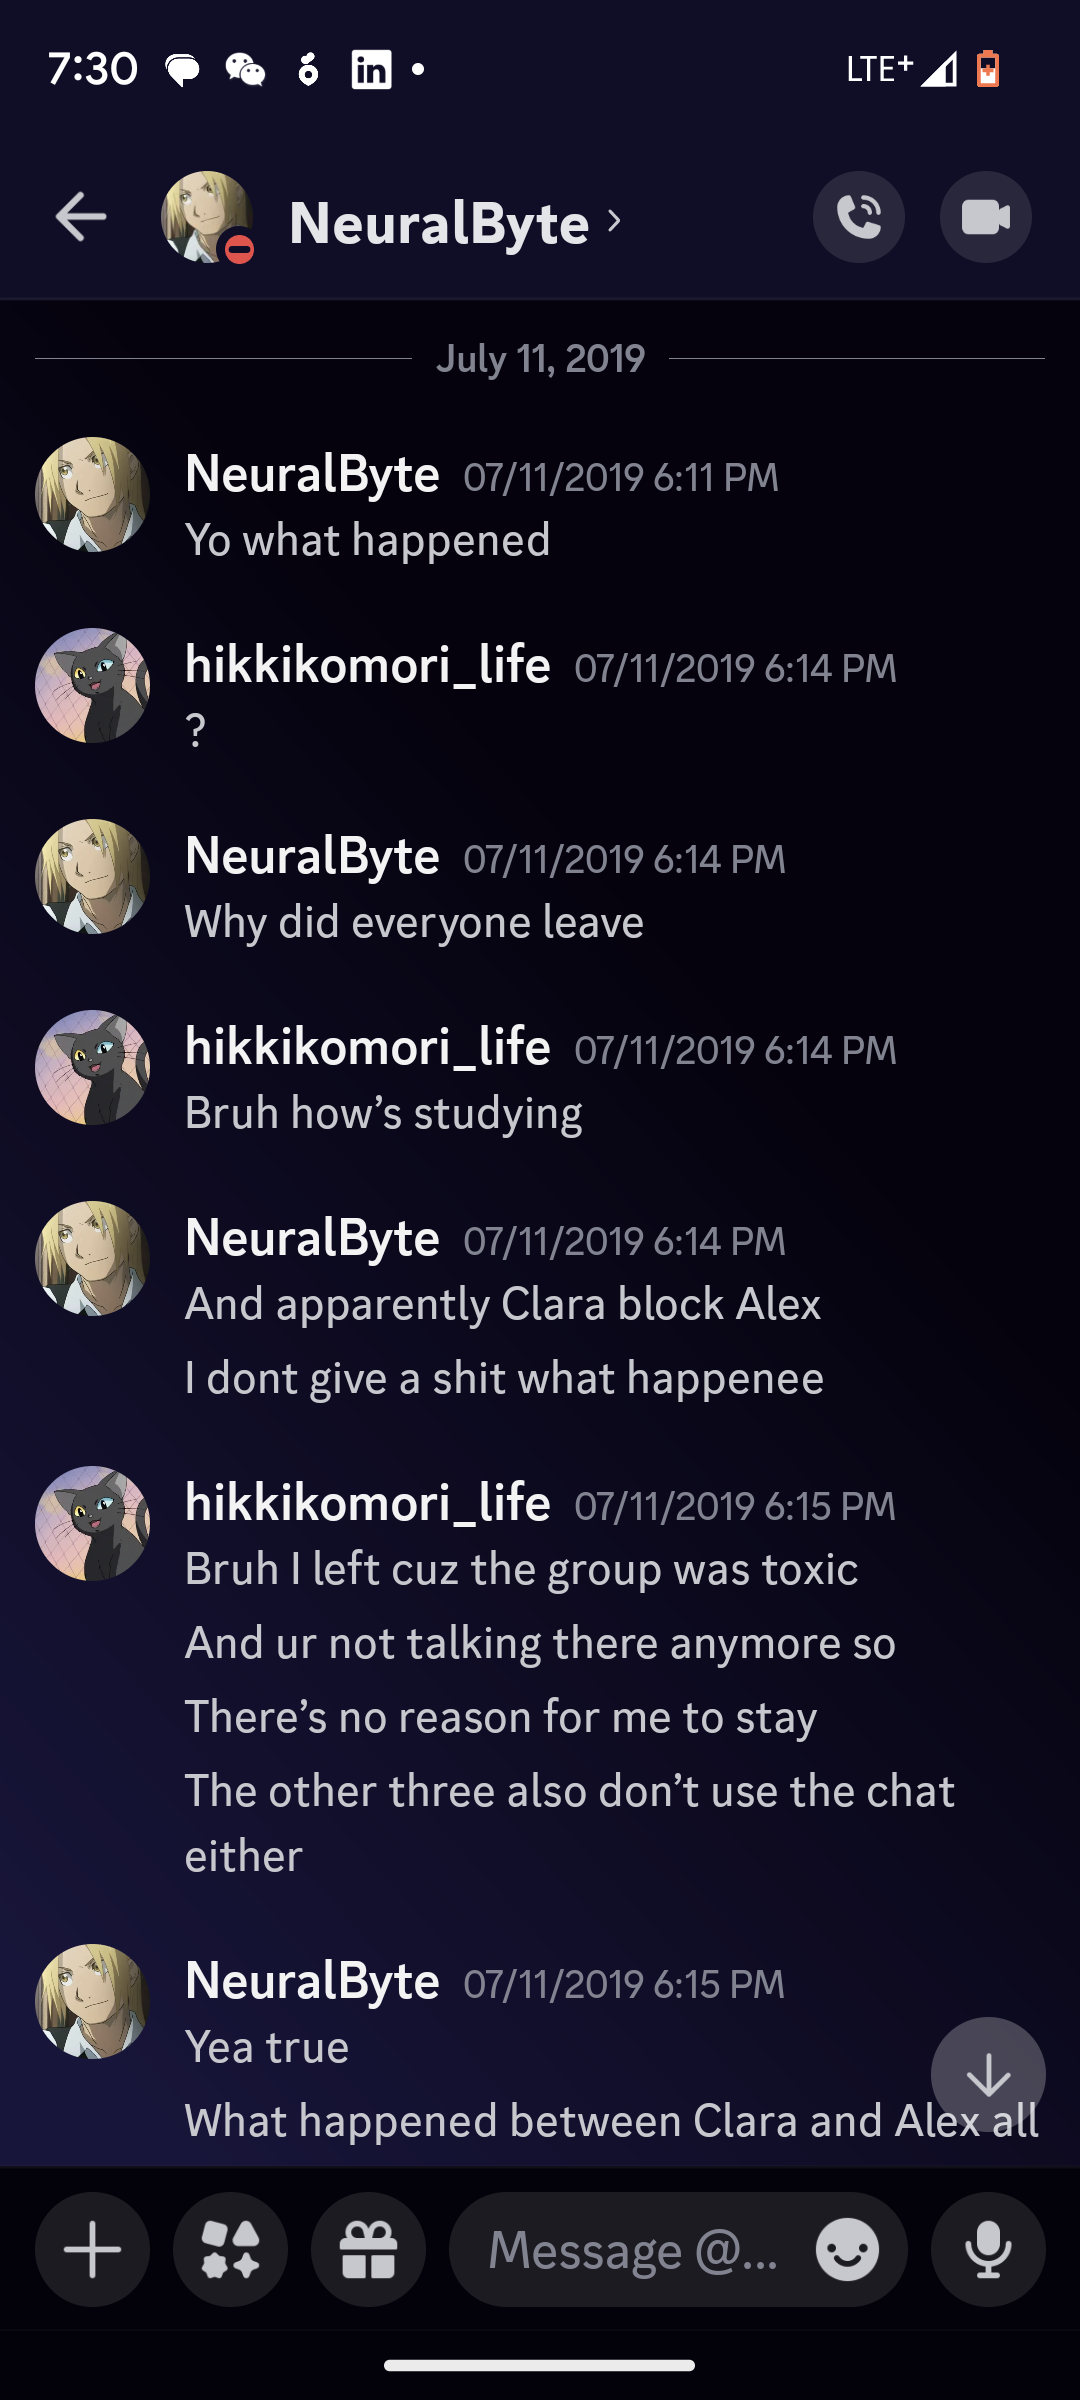 7:30
in
LTE+
NeuralByte
July 11, 2019
NeuralByte 07/11/2019 6:11 PM
Yo what happened
hikkikomori_life 07/11/2019 6:14 PM
?
NeuralByte 07/11/2019 6:14 PM
Why did everyone leave
hikkikomori_life 07/11/2019 6:14 PM
Bruh how’s studying
NeuralByte 07/11/2019 6:14 PM
And apparently Clara block Alex
I dont give a shit what happenee
hikkikomori_life 07/11/2019 6:15 PM
Bruh I left cuz the group was toxic
And ur not talking there anymore so
There’s no reason for me to stay
The other three also don’t use the chat
either
NeuralByte 07/11/2019 6:15 PM
Yea true
What happened between Clara and Alex all
Message @...